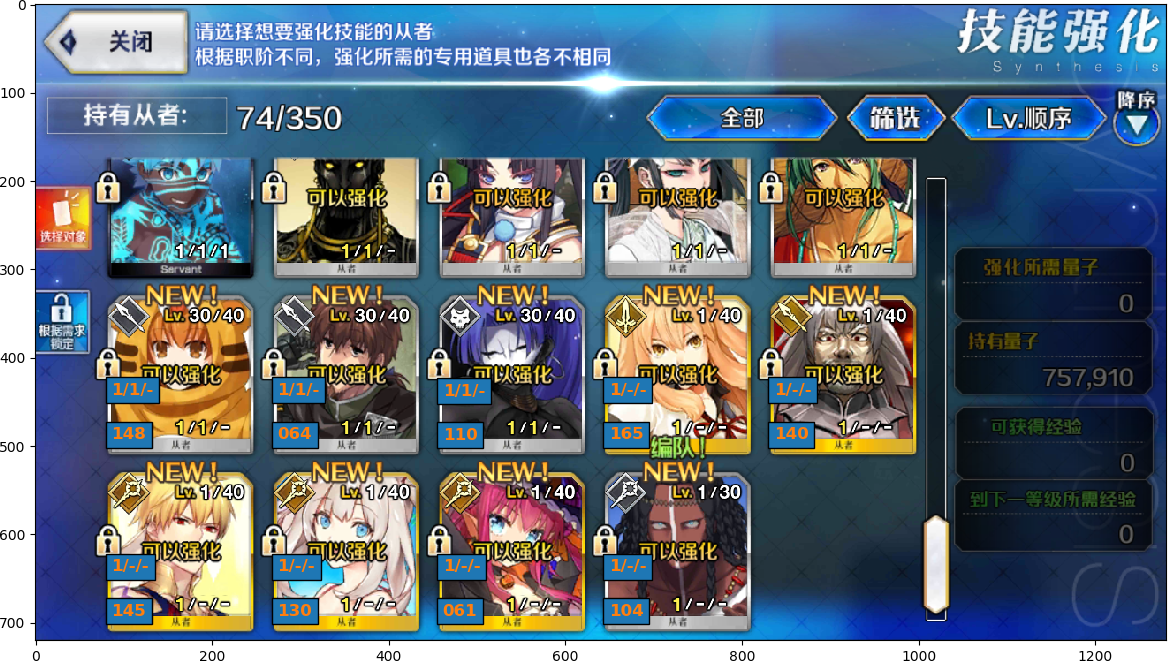 关闭
请选择想要强化技能的从者
根据职阶不同，强化所需的专用道具也各不相同
技能强化
Synthesis
持有从者: 74/350
全部
筛选
Lv.顺序
降序
选择对象
根据需求
锁定
可以强化 可以强化 可以强化 可以强化
1/1/1 1/1/- 1/1/- 1/1/- 1/1/-
Servant 从者 从者 从者 从者
NEW! NEW! NEW! NEW! NEW!
Lv. 30/40 Lv. 30/40 Lv. 30/40 Lv. 1/40 Lv. 1/40
可以强化 可以强化 可以强化 可以强化 可以强化
1/1/- 1/1/- 1/1/- 1/-/- 1/-/-
148 1/1/- 064 1/1/- 110 1/1/- 165 1/-/- 140 1/-/-
从者 从者 从者 编队! 从者
NEW! NEW! NEW! NEW!
Lv. 1/40 Lv. 1/40 Lv. 1/40 Lv. 1/30
可以强化 可以强化 可以强化 可以强化
1/-/- 1/-/- 1/-/- 1/-/-
145 1/-/- 130 1/-/- 061 1/-/- 104 1/-/-
从者 从者 从者 从者
强化所需量子
0
持有量子
757,910
可获得经验
0
到下一等级所需经验
0
0
100
200
300
400
500
600
700
0 200 400 600 800 1000 1200